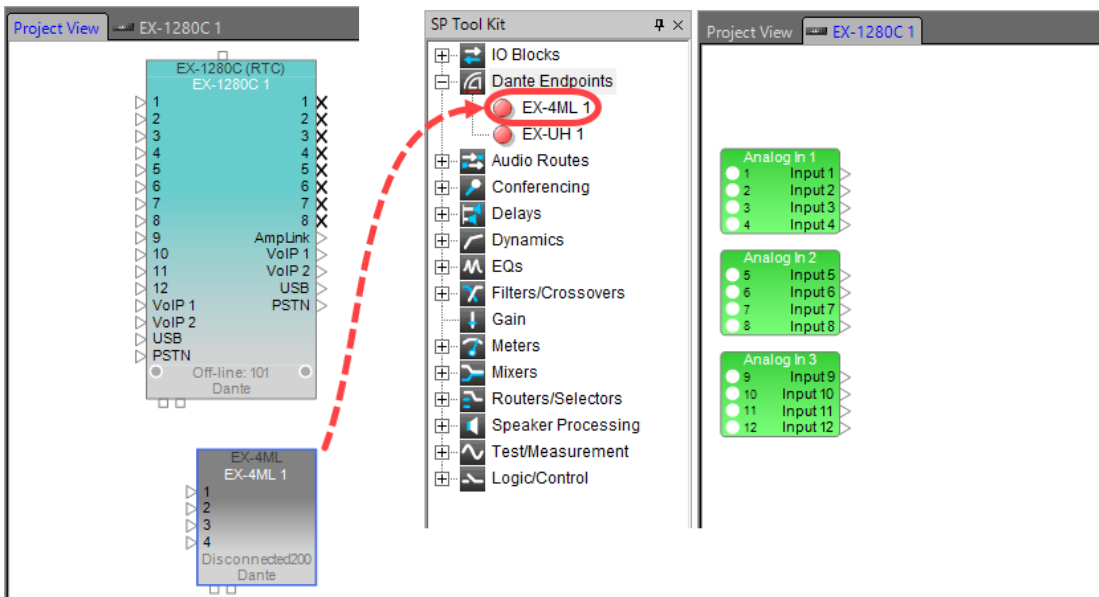 Project View EX-1280C 1
EX-1280C (RTC)
EX-1280C 1
1 1
2 2
3 3
4 4
5 5
6 6
7 7
8 8
9 AmpLink
10 VoIP 1
11 VoIP 2
12 USB
VoIP 1 PSTN
VoIP 2
USB
PSTN
Off-line: 101
Dante
EX-4ML
EX-4ML 1
1
2
3
4
Disconnected200
Dante
SP Tool Kit
IO Blocks
Dante Endpoints
EX-4ML 1
EX-UH 1
Audio Routes
Conferencing
Delays
Dynamics
EQs
Filters/Crossovers
Gain
Meters
Mixers
Routers/Selectors
Speaker Processing
Test/Measurement
Logic/Control
Project View EX-1280C 1
Analog In 1
1 Input 1
2 Input 2
3 Input 3
4 Input 4
Analog In 2
5 Input 5
6 Input 6
7 Input 7
8 Input 8
Analog In 3
9 Input 9
10 Input 10
11 Input 11
12 Input 12